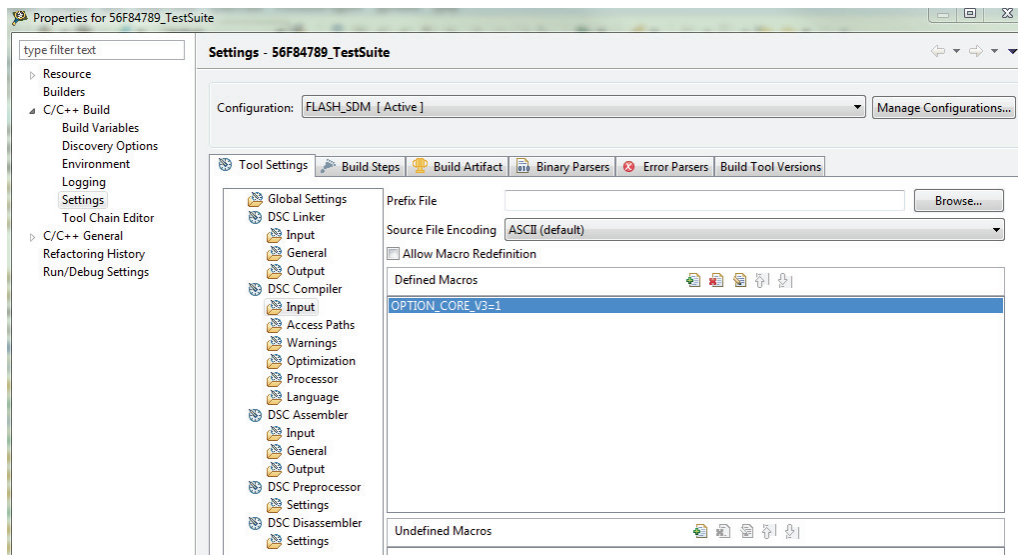 Properties for 56F84789_TestSuite
type filter text
Resource
Builders
C/C++ Build
Build Variables
Discovery Options
Environment
Logging
Settings
Tool Chain Editor
C/C++ General
Refactoring History
Run/Debug Settings
Settings - 56F84789_TestSuite
Configuration: FLASH_SDM [ Active ] Manage Configurations...
Tool Settings Build Steps Build Artifact Binary Parsers Error Parsers Build Tool Versions
Global Settings
DSC Linker
Input
General
Output
DSC Compiler
Input
Access Paths
Warnings
Optimization
Processor
Language
DSC Assembler
Input
General
Output
DSC Preprocessor
Settings
DSC Disassembler
Settings
Prefix File Browse...
Source File Encoding ASCII (default)
Allow Macro Redefinition
Defined Macros
OPTION_CORE_V3=1
Undefined Macros